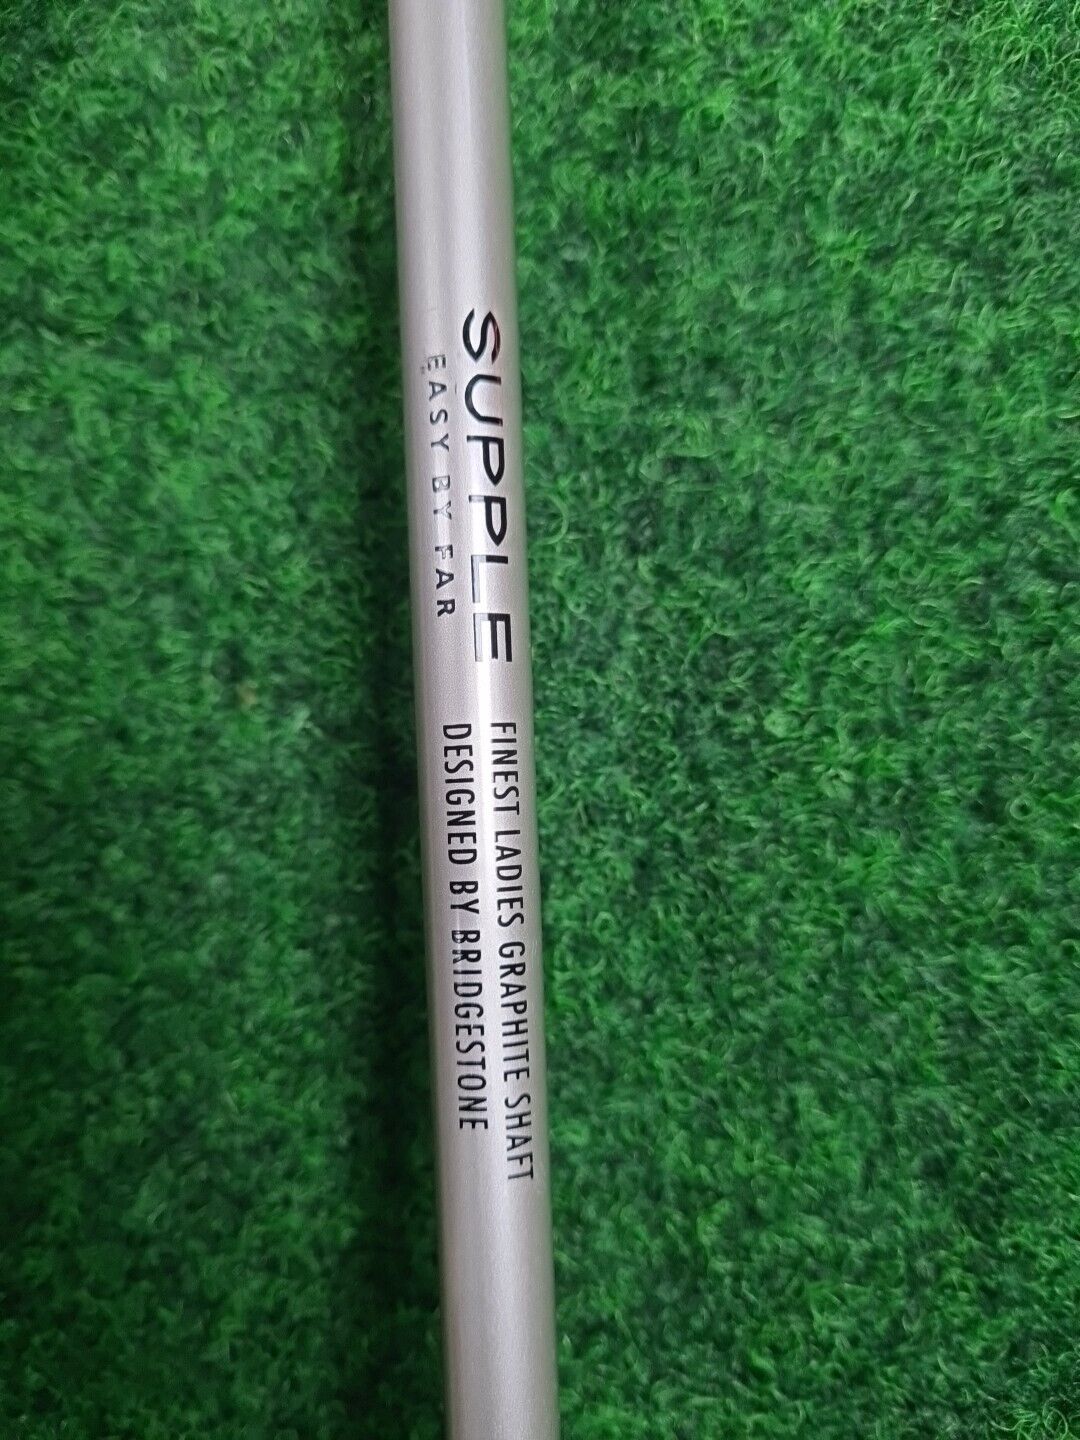 SUPPLE
EASY BY FAR
FINEST LADIES GRAPHITE SHAFT
DESIGNED BY BRIDGESTONE